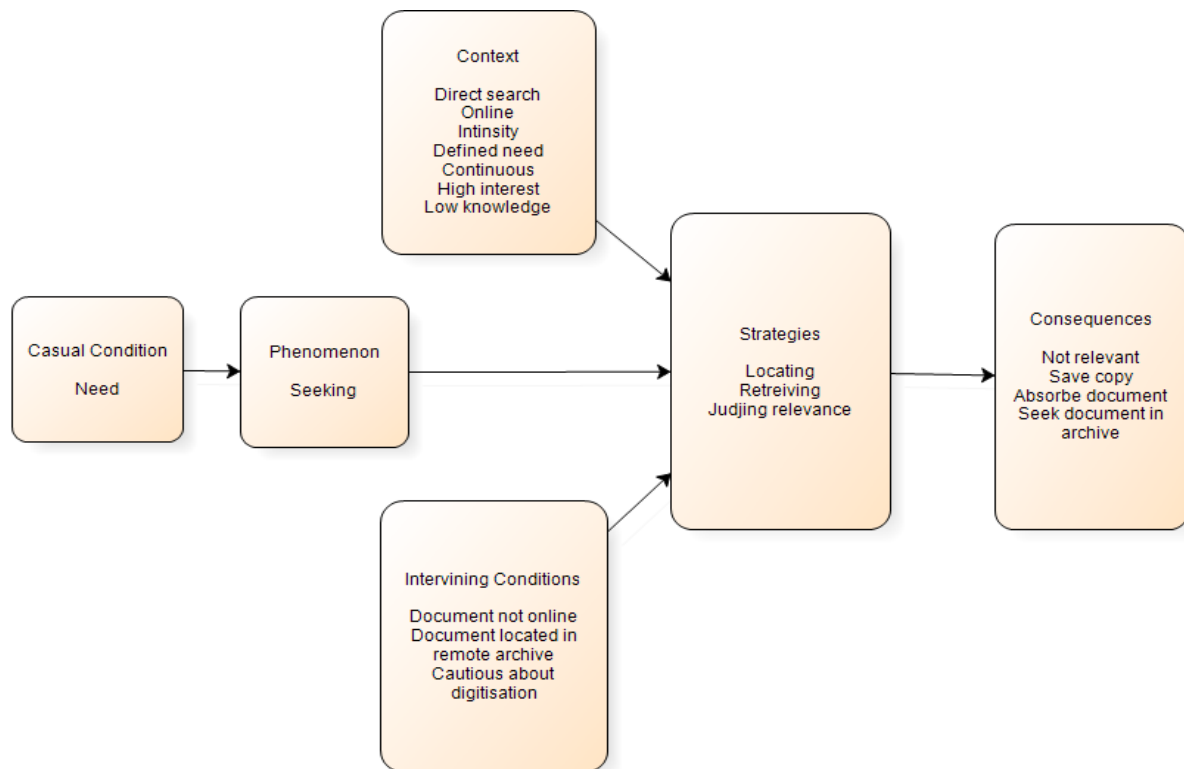 Context
Direct search
Online
Intinsity
Defined need
Continuous
High interest
Low knowledge
Casual Condition
Need
Phenomenon
Seeking
Strategies
Locating
Retreiving
Judjing relevance
Consequences
Not relevant
Save copy
Absorbe document
Seek document in
archive
Intervining Conditions
Document not online
Document located in
remote archive
Cautious about
digitisation